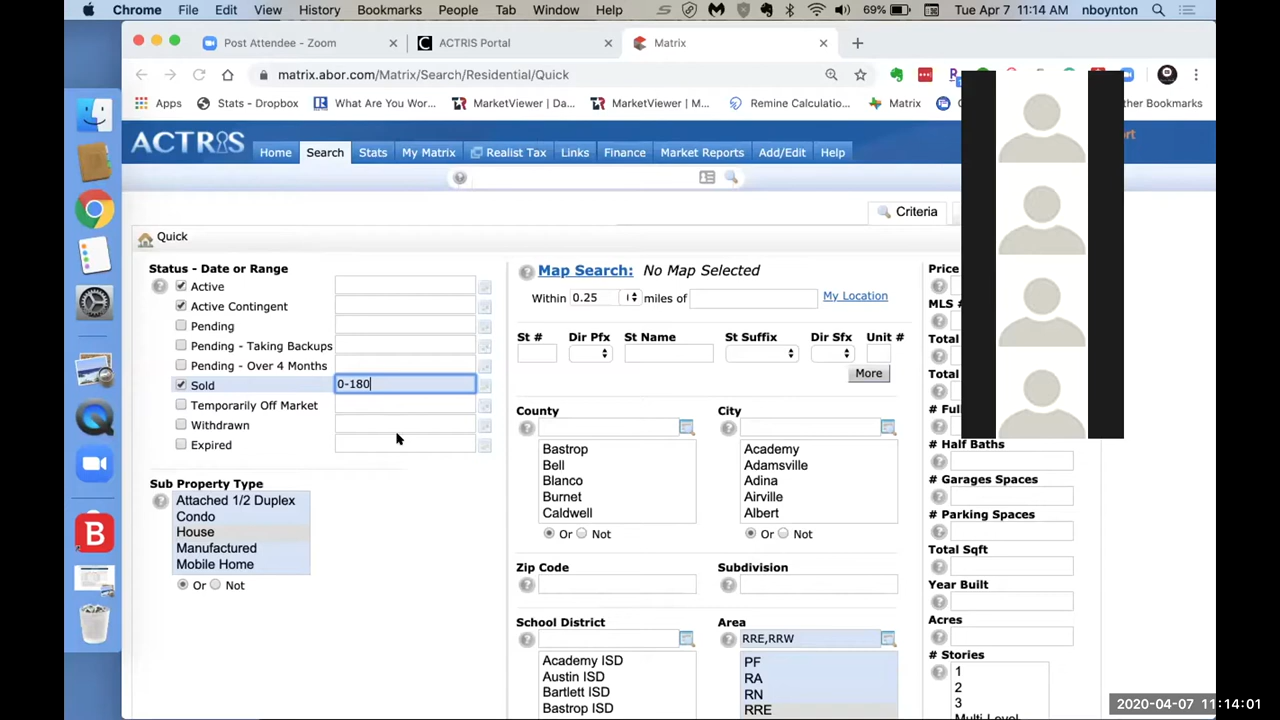 Chrome File Edit View History Bookmarks People Tab Window Help 69% Tue Apr 7 11:14 AM nboynton
Post Attendee - Zoom ACTRIS Portal Matrix
matrix.abor.com/Matrix/Search/Residential/Quick
Apps Stats - Dropbox What Are You Wor... MarketViewer | Da... MarketViewer | M... Remine Calculatio... Matrix ther Bookmarks
ACTRIS Home Search Stats My Matrix Realist Tax Links Finance Market Reports Add/Edit Help
Criteria
Quick
Status - Date or Range
Active
Active Contingent
Pending
Pending - Taking Backups
Pending - Over 4 Months
Sold 0-180
Temporarily Off Market
Withdrawn
Expired
Sub Property Type
Attached 1/2 Duplex
Condo
House
Manufactured
Mobile Home
Or Not
Map Search: No Map Selected
Within 0.25 miles of My Location
St # Dir Pfx St Name St Suffix Dir Sfx Unit #
More
County
Bastrop
Bell
Blanco
Burnet
Caldwell
Or Not
City
Academy
Adamsville
Adina
Airville
Albert
Or Not
Zip Code
Subdivision
School District
Academy ISD
Austin ISD
Bartlett ISD
Bastrop ISD
Area
RRE,RRW
PF
RA
RN
RRE
Price
MLS #
Total
Total
# Full
# Half Baths
# Garages Spaces
# Parking Spaces
Total Sqft
Year Built
Acres
# Stories
1
2
3
Multi-Level
2020-04-07 11:14:01